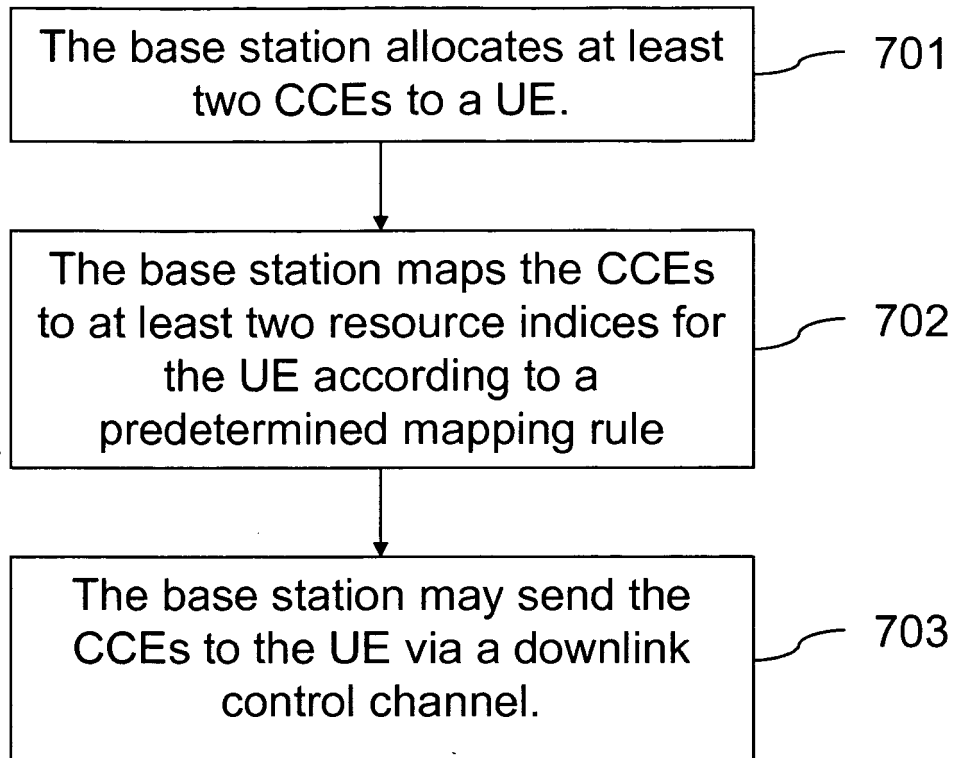 The base station allocates at least
two CCEs to a UE.
701
The base station maps the CCEs
to at least two resource indices for
the UE according to a
predetermined mapping rule
702
The base station may send the
CCEs to the UE via a downlink
control channel.
703